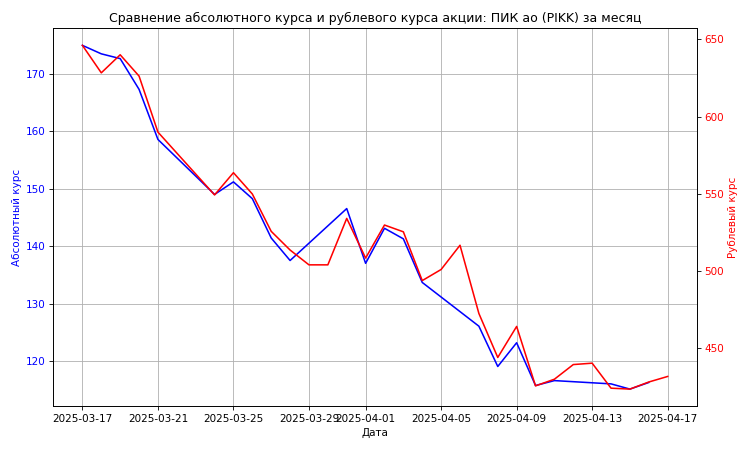 Сравнение абсолютного курса и рублевого курса акции: ПИК ао (PIKK) за месяц
650
170
600
160
550
150
Абсолютный курс
Рублевый курс
140
500
130
450
120
2025-03-17 2025-03-21 2025-03-25 2025-03-29 2025-04-01 2025-04-05 2025-04-09 2025-04-13 2025-04-17
Дата